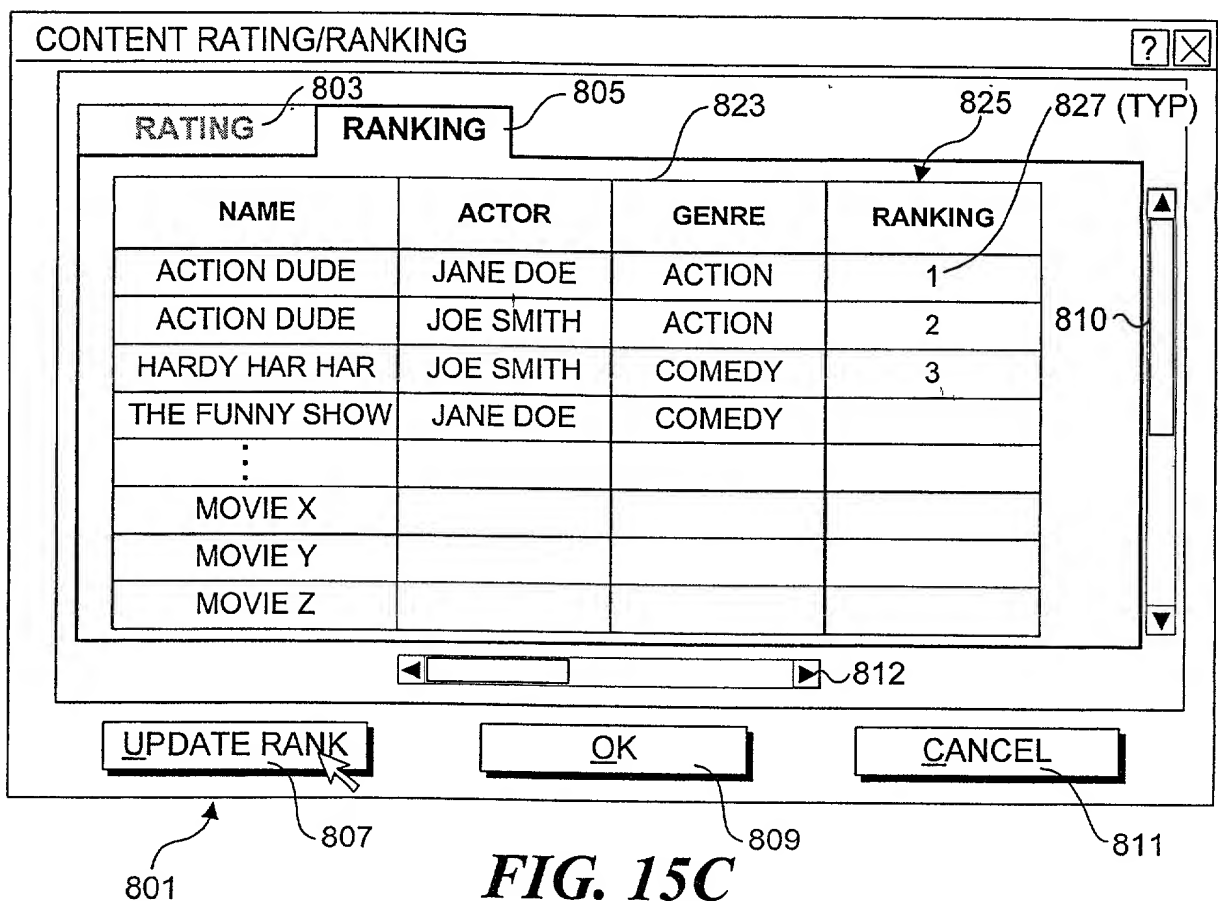 CONTENT RATING/RANKING ?
803 805 823 825 827 (TYP)
RATING RANKING
NAME ACTOR GENRE RANKING
ACTION DUDE JANE DOE ACTION 1
ACTION DUDE JOE SMITH ACTION 2
810
HARDY HAR HAR JOE SMITH COMEDY 3
THE FUNNY SHOW JANE DOE COMEDY
⋮
MOVIE X
MOVIE Y
MOVIE Z
812
UPDATE RANK OK CANCEL
807 809 811
801
FIG. 15C